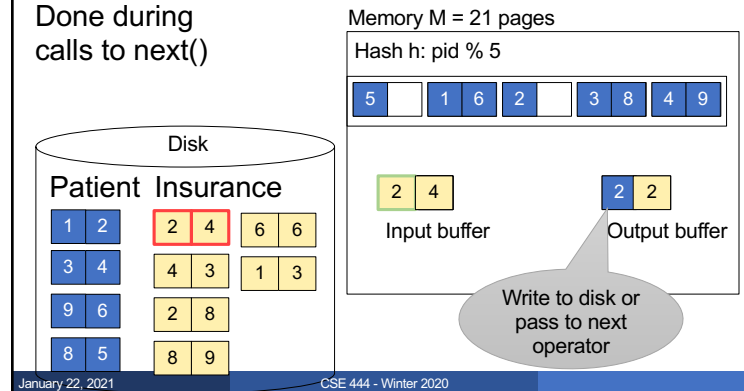 Done during
calls to next()
Memory M = 21 pages
Hash h: pid % 5
5 1 6 2 3 8 4 9
Disk
Patient Insurance
1 2 2 4 6 6
3 4 4 3 1 3
9 6 2 8
8 5 8 9
2 4
Input buffer
2 2
Output buffer
Write to disk or
pass to next
operator
January 22, 2021 CSE 444 - Winter 2020